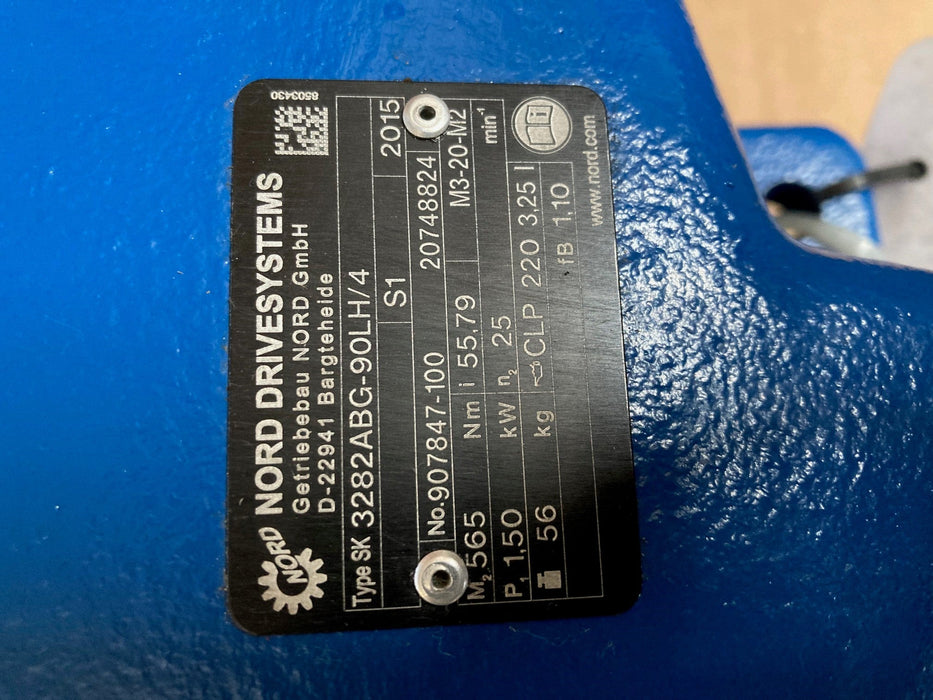 NORD
NORD DRIVESYSTEMS
Getriebebau NORD GmbH
D-22941 Bargteheide
8503430
Type SK 3282ABG-90LH/4
S1 2015
No. 907847-100 20748824
M3-20-M2
M2 565 Nm i 55,79
P1 1,50 kW n2 25 min-1
56 kg CLP 220 3,25 l
fB 1,10
www.nord.com